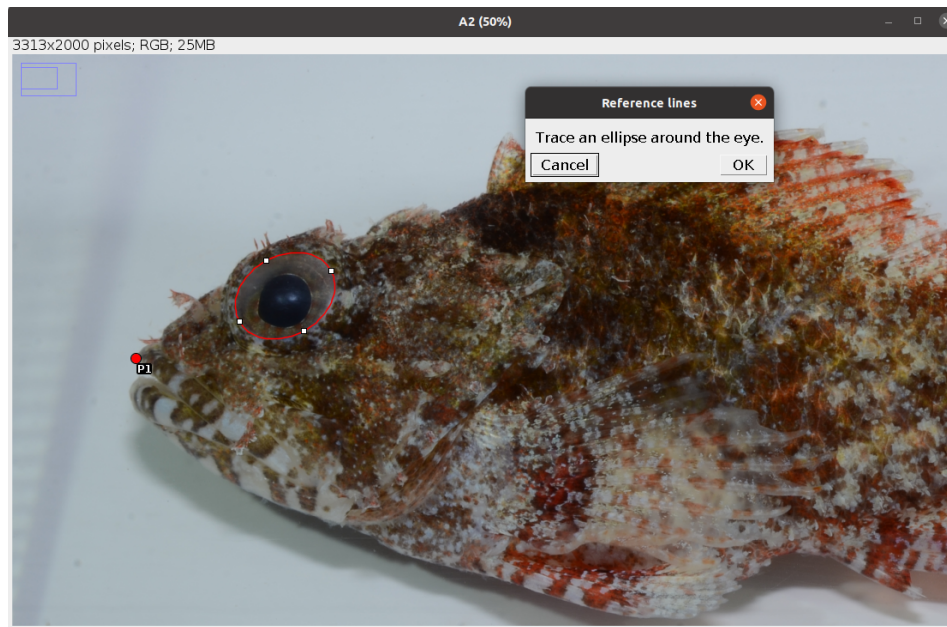 A2 (50%)
3313x2000 pixels; RGB; 25MB
Reference lines
Trace an ellipse around the eye.
Cancel
OK
P1